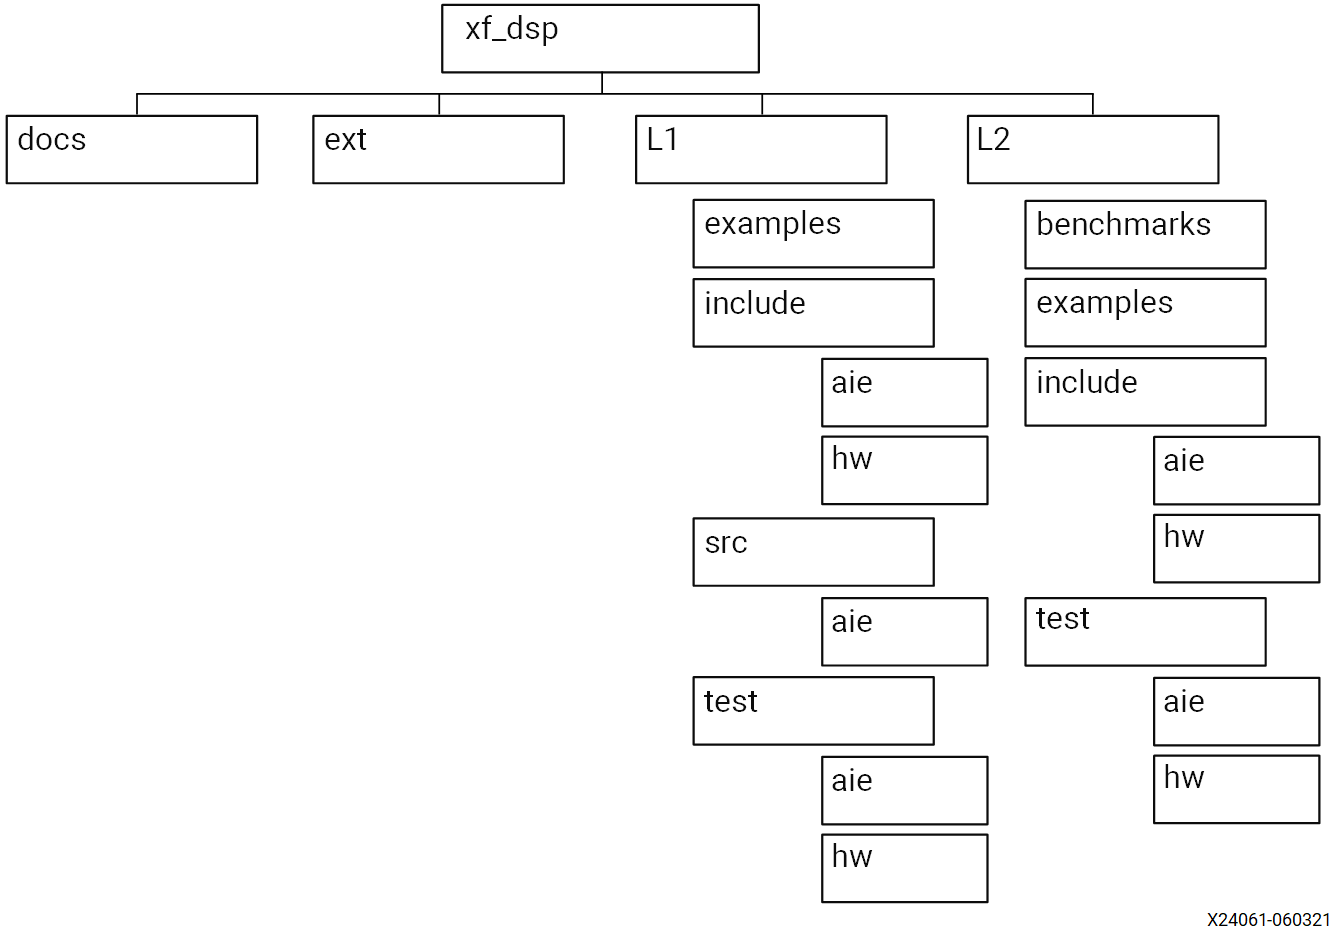 xf_dsp
docs
ext
L1
L2
examples
include
aie
hw
src
aie
test
aie
hw
benchmarks
examples
include
aie
hw
test
aie
hw
X24061-060321